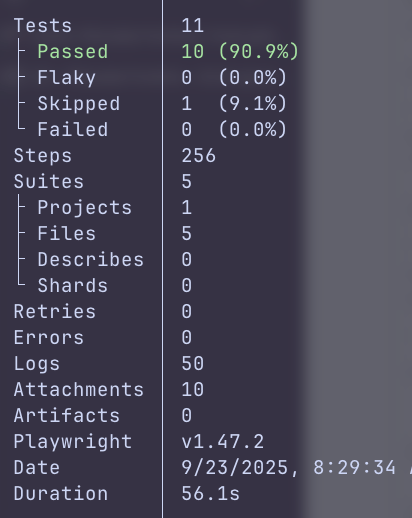 Tests 11
Passed 10 (90.9%)
Flaky 0 (0.0%)
Skipped 1 (9.1%)
Failed 0 (0.0%)
Steps 256
Suites 5
Projects 1
Files 5
Describes 0
Shards 0
Retries 0
Errors 0
Logs 50
Attachments 10
Artifacts 0
Playwright v1.47.2
Date 9/23/2025, 8:29:34
Duration 56.1s